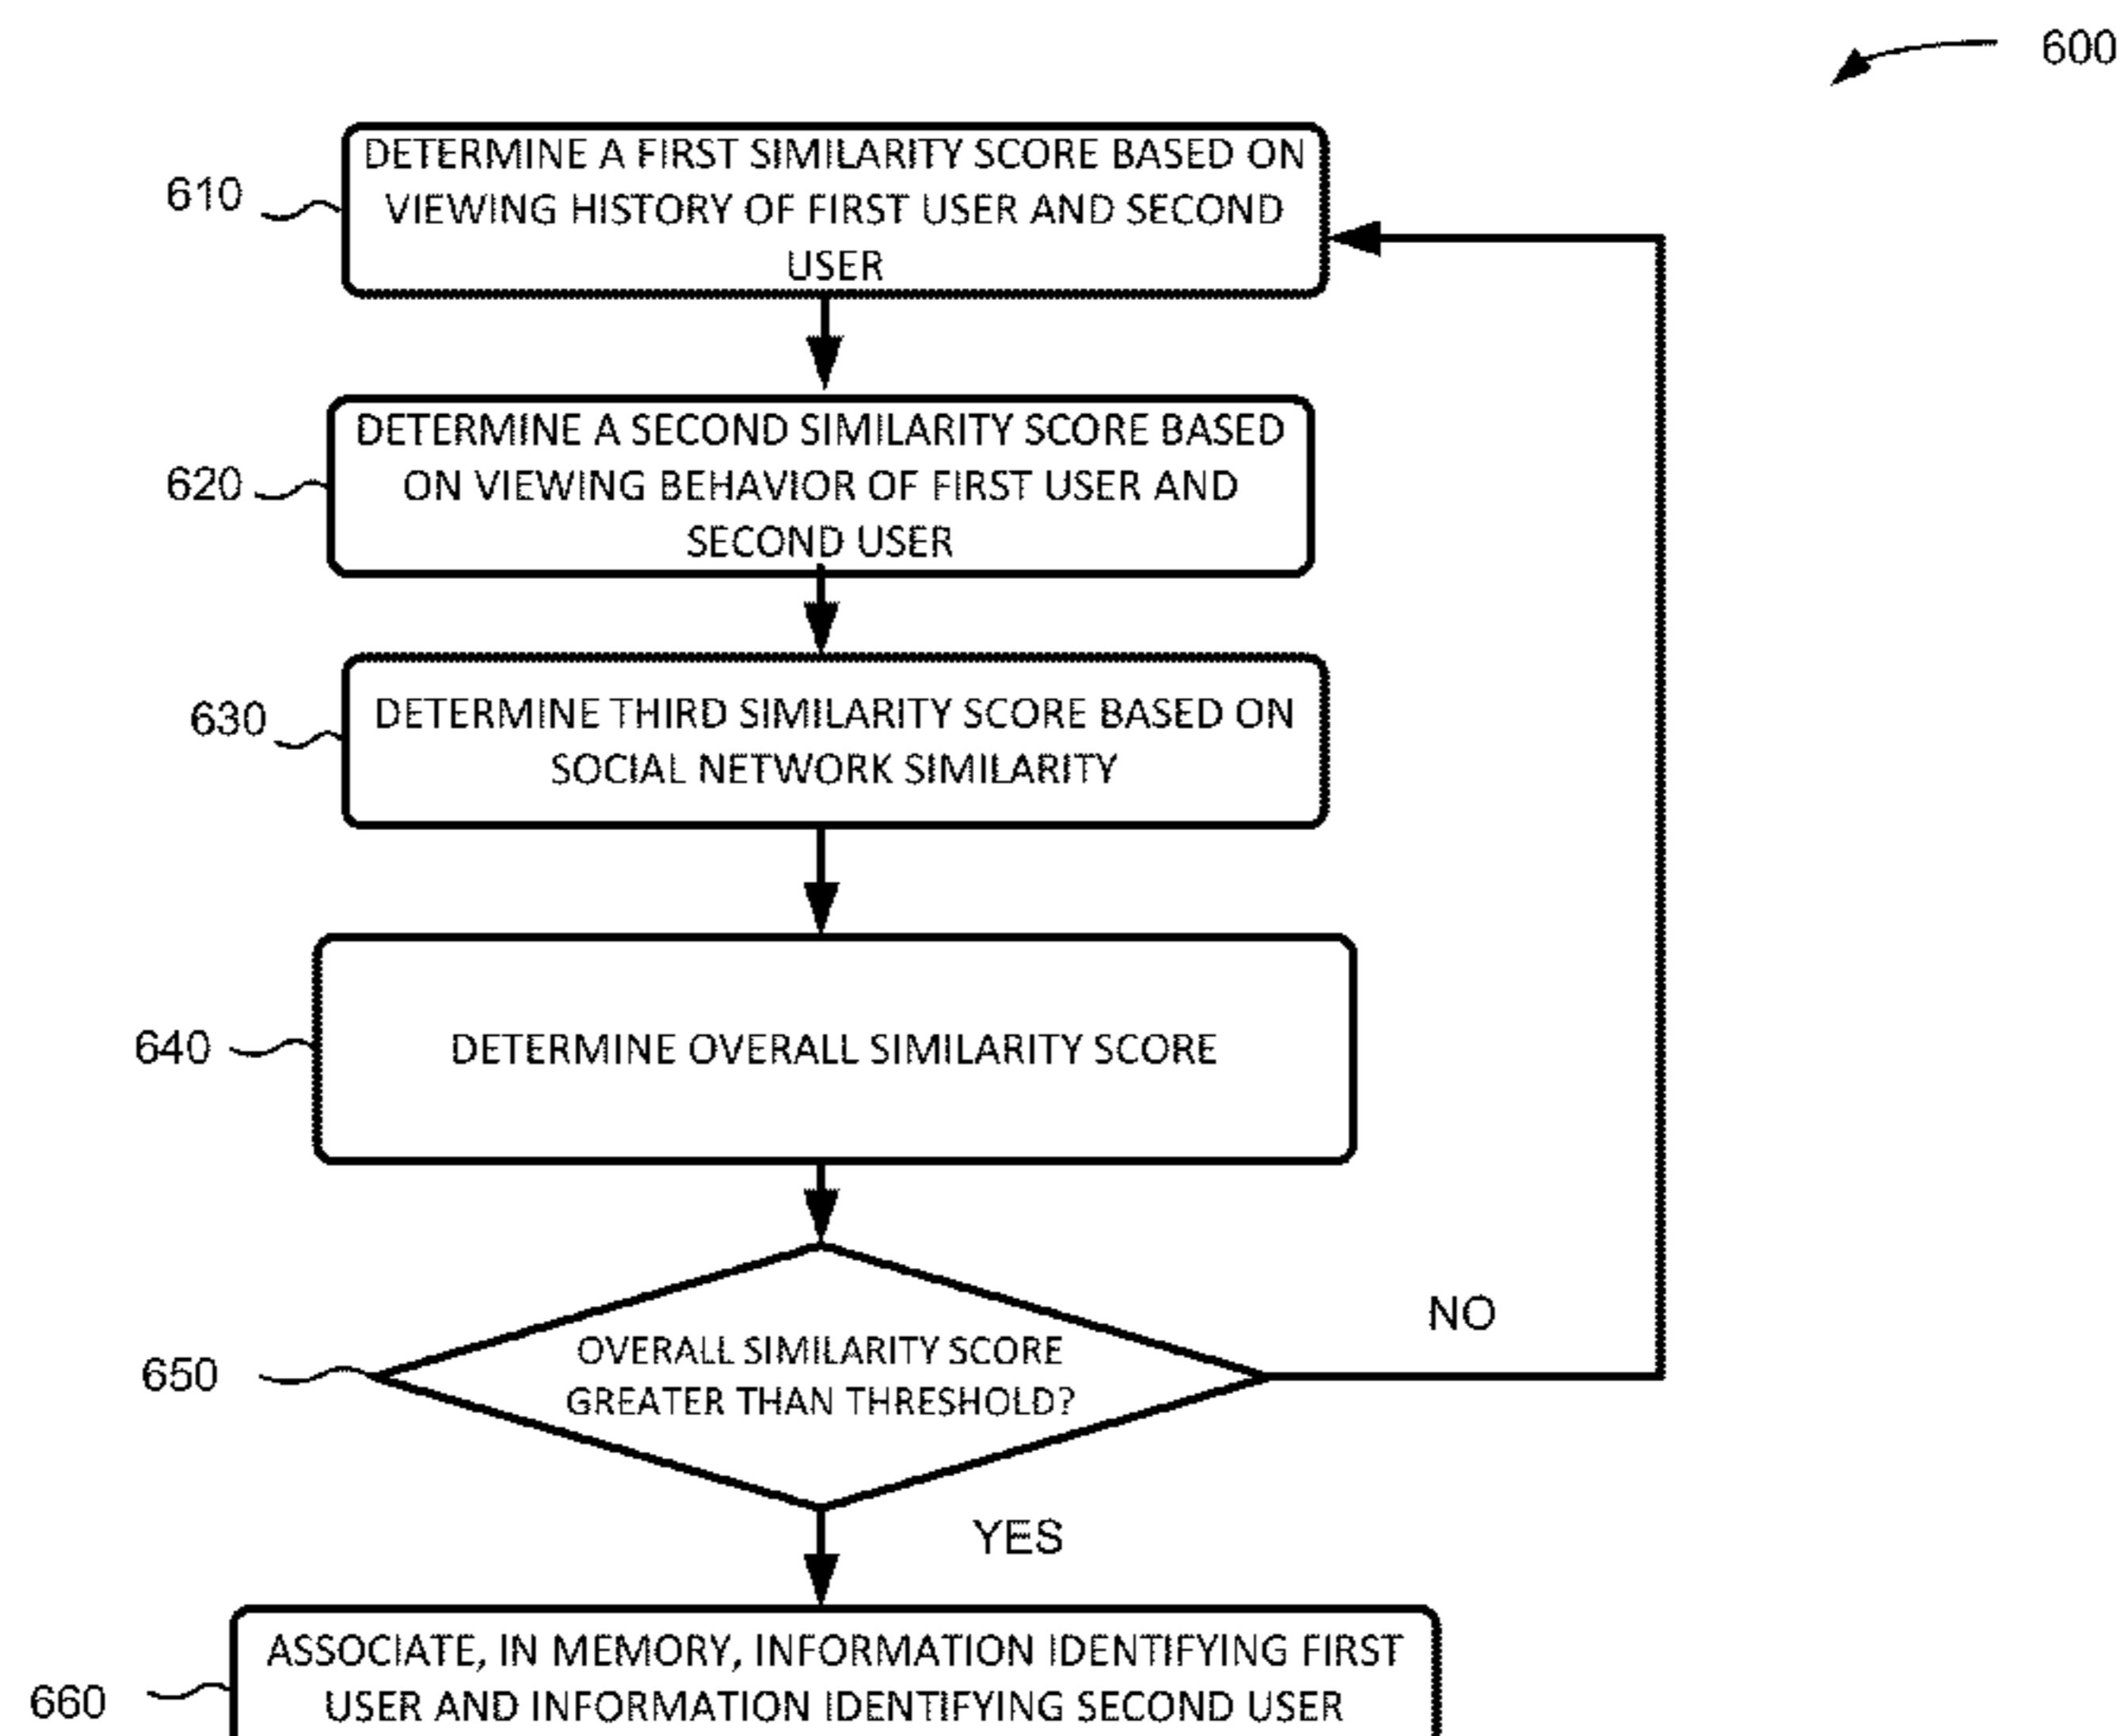 600
610
DETERMINE A FIRST SIMILARITY SCORE BASED ON
VIEWING HISTORY OF FIRST USER AND SECOND
USER
620
DETERMINE A SECOND SIMILARITY SCORE BASED
ON VIEWING BEHAVIOR OF FIRST USER AND
SECOND USER
630
DETERMINE THIRD SIMILARITY SCORE BASED ON
SOCIAL NETWORK SIMILARITY
640
DETERMINE OVERALL SIMILARITY SCORE
650
OVERALL SIMILARITY SCORE
GREATER THAN THRESHOLD?
NO
YES
660
ASSOCIATE, IN MEMORY, INFORMATION IDENTIFYING FIRST
USER AND INFORMATION IDENTIFYING SECOND USER